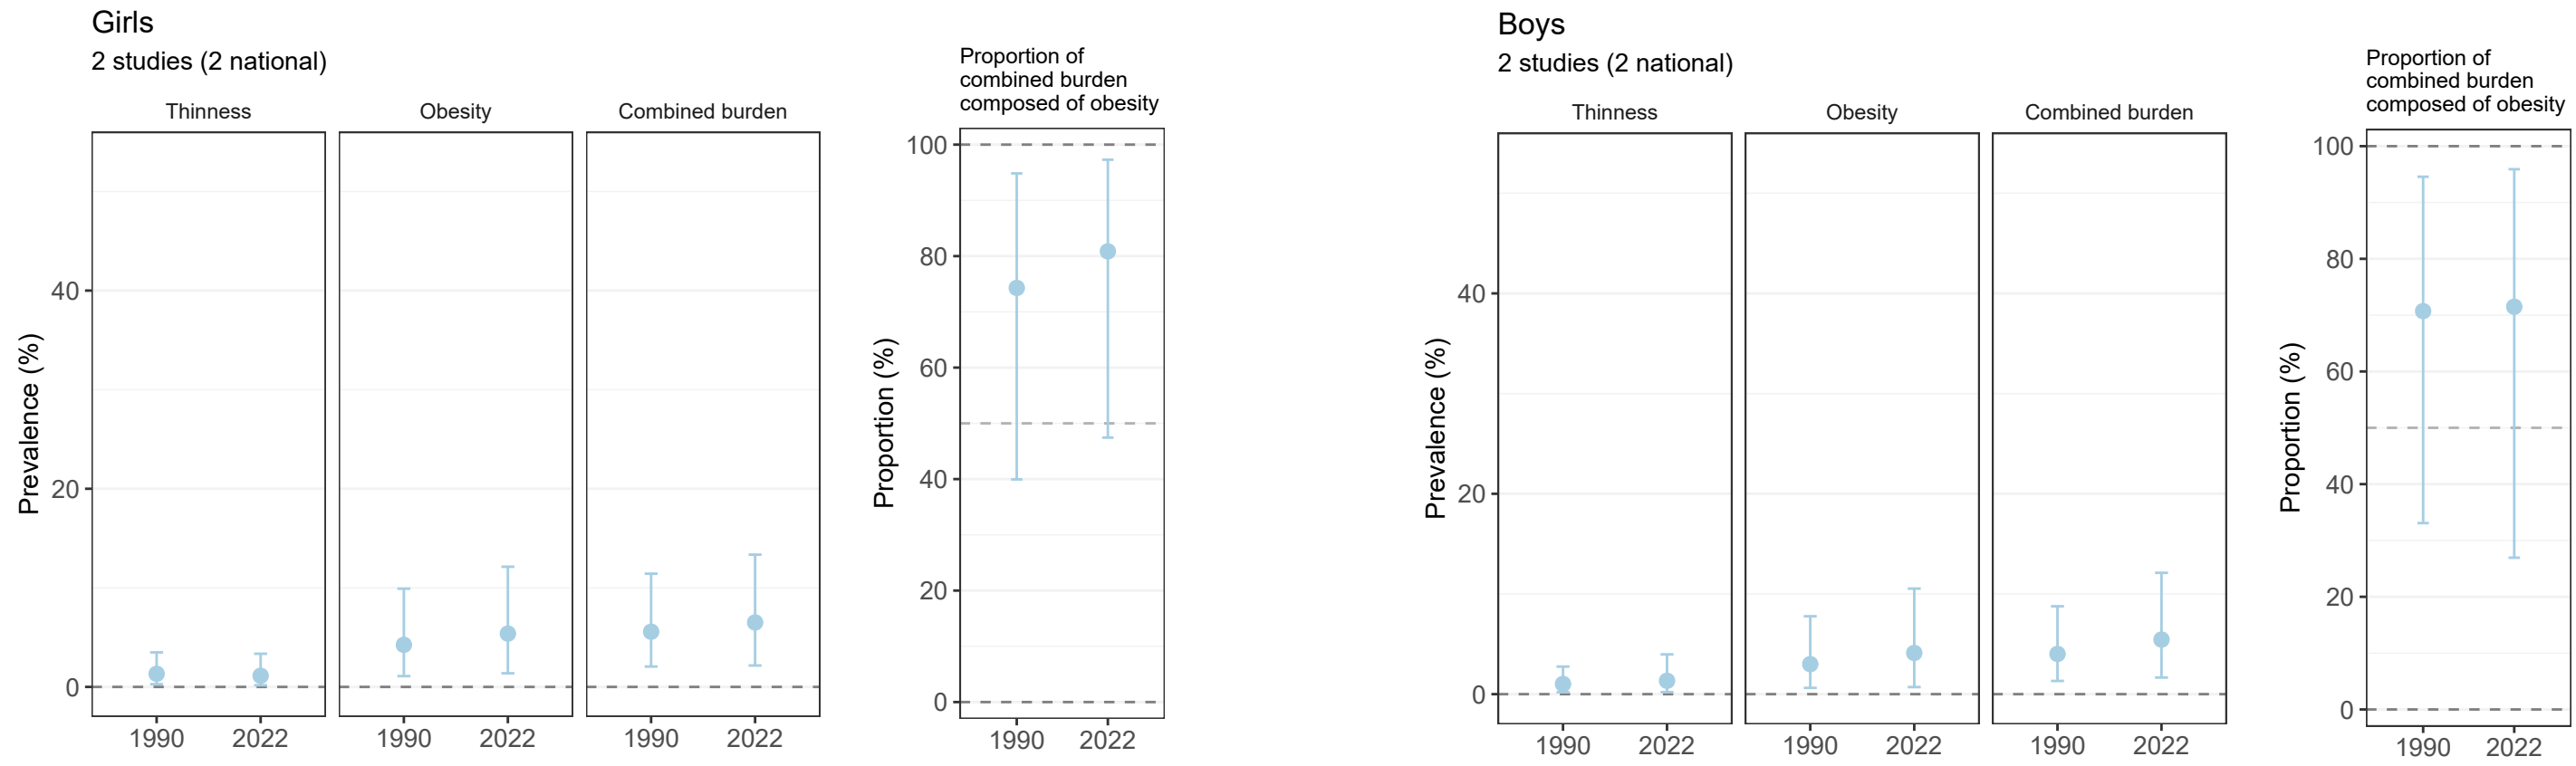 Girls
2 studies (2 national)
Thinness
Obesity
Combined burden
Prevalence (%)
40
20
0
1990
2022
1990
2022
1990
2022
Proportion of
combined burden
composed of obesity
Proportion (%)
100
80
60
40
20
0
1990
2022
Boys
2 studies (2 national)
Thinness
Obesity
Combined burden
Prevalence (%)
40
20
0
1990
2022
1990
2022
1990
2022
Proportion of
combined burden
composed of obesity
Proportion (%)
100
80
60
40
20
0
1990
2022